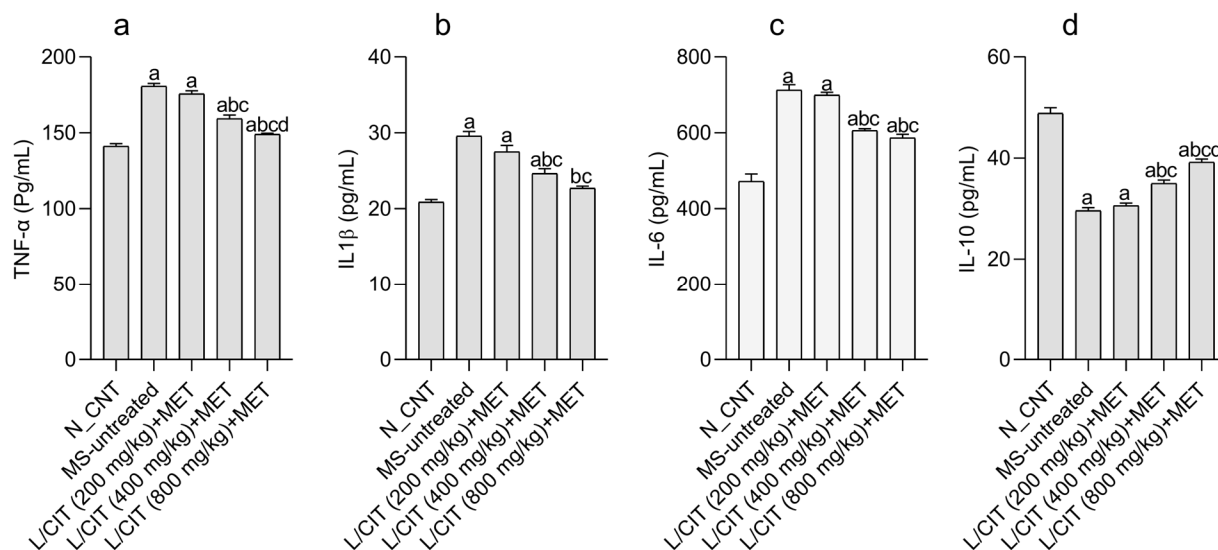 a
TNF-α (Pg/mL)
200
150
100
50
0
a
a
abc
abcd
N_CNT
MS-untreated
L/CIT (200 mg/kg)+MET
L/CIT (400 mg/kg)+MET
L/CIT (800 mg/kg)+MET
b
IL1β (pg/mL)
40
30
20
10
0
a
a
abc
bc
N_CNT
MS-untreated
L/CIT (200 mg/kg)+MET
L/CIT (400 mg/kg)+MET
L/CIT (800 mg/kg)+MET
c
IL-6 (pg/mL)
800
600
400
200
0
a
a
abc
abc
N_CNT
MS-untreated
L/CIT (200 mg/kg)+MET
L/CIT (400 mg/kg)+MET
L/CIT (800 mg/kg)+MET
d
IL-10 (pg/mL)
60
40
20
0
a
a
abc
abcd
N_CNT
MS-untreated
L/CIT (200 mg/kg)+MET
L/CIT (400 mg/kg)+MET
L/CIT (800 mg/kg)+MET